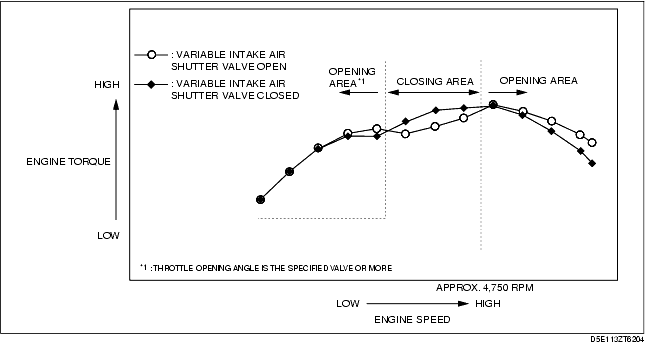 : VARIABLE INTAKE AIR
SHUTTER VALVE OPEN
: VARIABLE INTAKE AIR
SHUTTER VALVE CLOSED
OPENING
AREA*1
CLOSING AREA
OPENING AREA
HIGH
ENGINE TORQUE
LOW
*1 :THROTTLE OPENING ANGLE IS THE SPECIFIED VALVE OR MORE
APPROX. 4,750 RPM
LOW HIGH
ENGINE SPEED
D5E113ZT6204